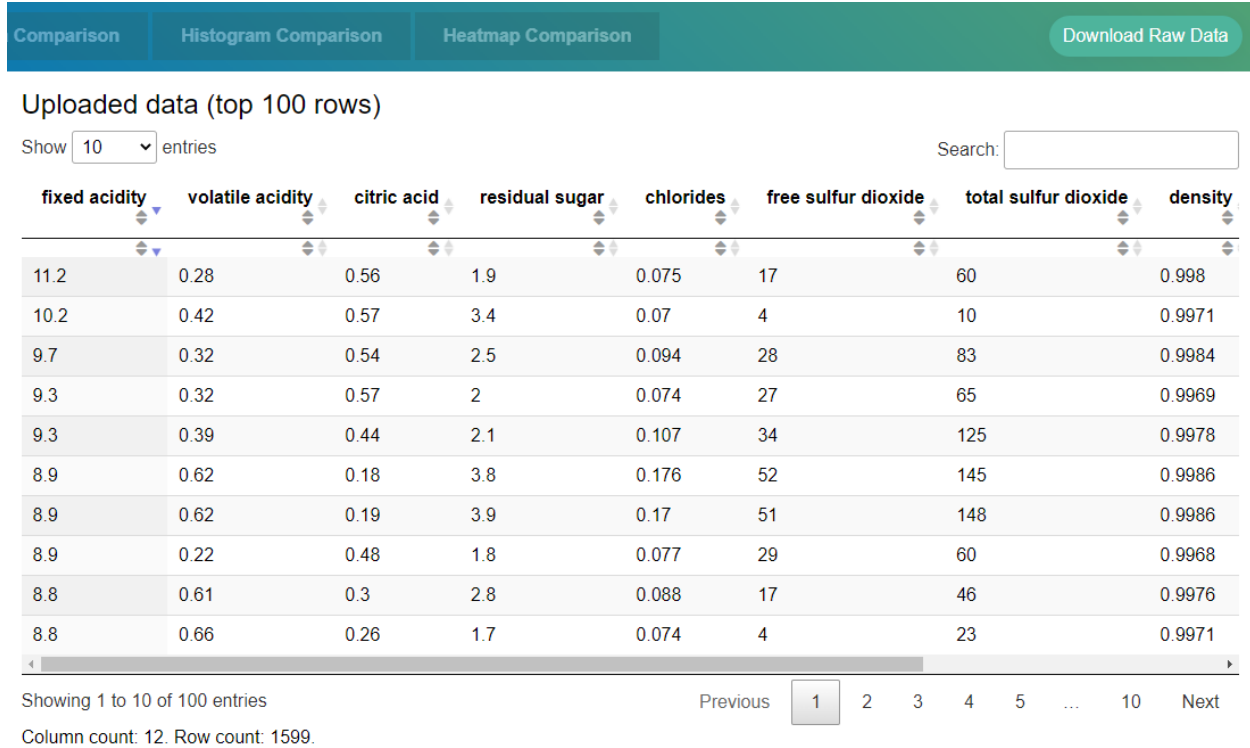 Comparison Histogram Comparison Heatmap Comparison Download Raw Data
Uploaded data (top 100 rows)
Show 10 entries Search:
fixed acidity volatile acidity citric acid residual sugar chlorides free sulfur dioxide total sulfur dioxide density
11.2 0.28 0.56 1.9 0.075 17 60 0.998
10.2 0.42 0.57 3.4 0.07 4 10 0.9971
9.7 0.32 0.54 2.5 0.094 28 83 0.9984
9.3 0.32 0.57 2 0.074 27 65 0.9969
9.3 0.39 0.44 2.1 0.107 34 125 0.9978
8.9 0.62 0.18 3.8 0.176 52 145 0.9986
8.9 0.62 0.19 3.9 0.17 51 148 0.9986
8.9 0.22 0.48 1.8 0.077 29 60 0.9968
8.8 0.61 0.3 2.8 0.088 17 46 0.9976
8.8 0.66 0.26 1.7 0.074 4 23 0.9971
Showing 1 to 10 of 100 entries Previous 1 2 3 4 5 … 10 Next
Column count: 12. Row count: 1599.